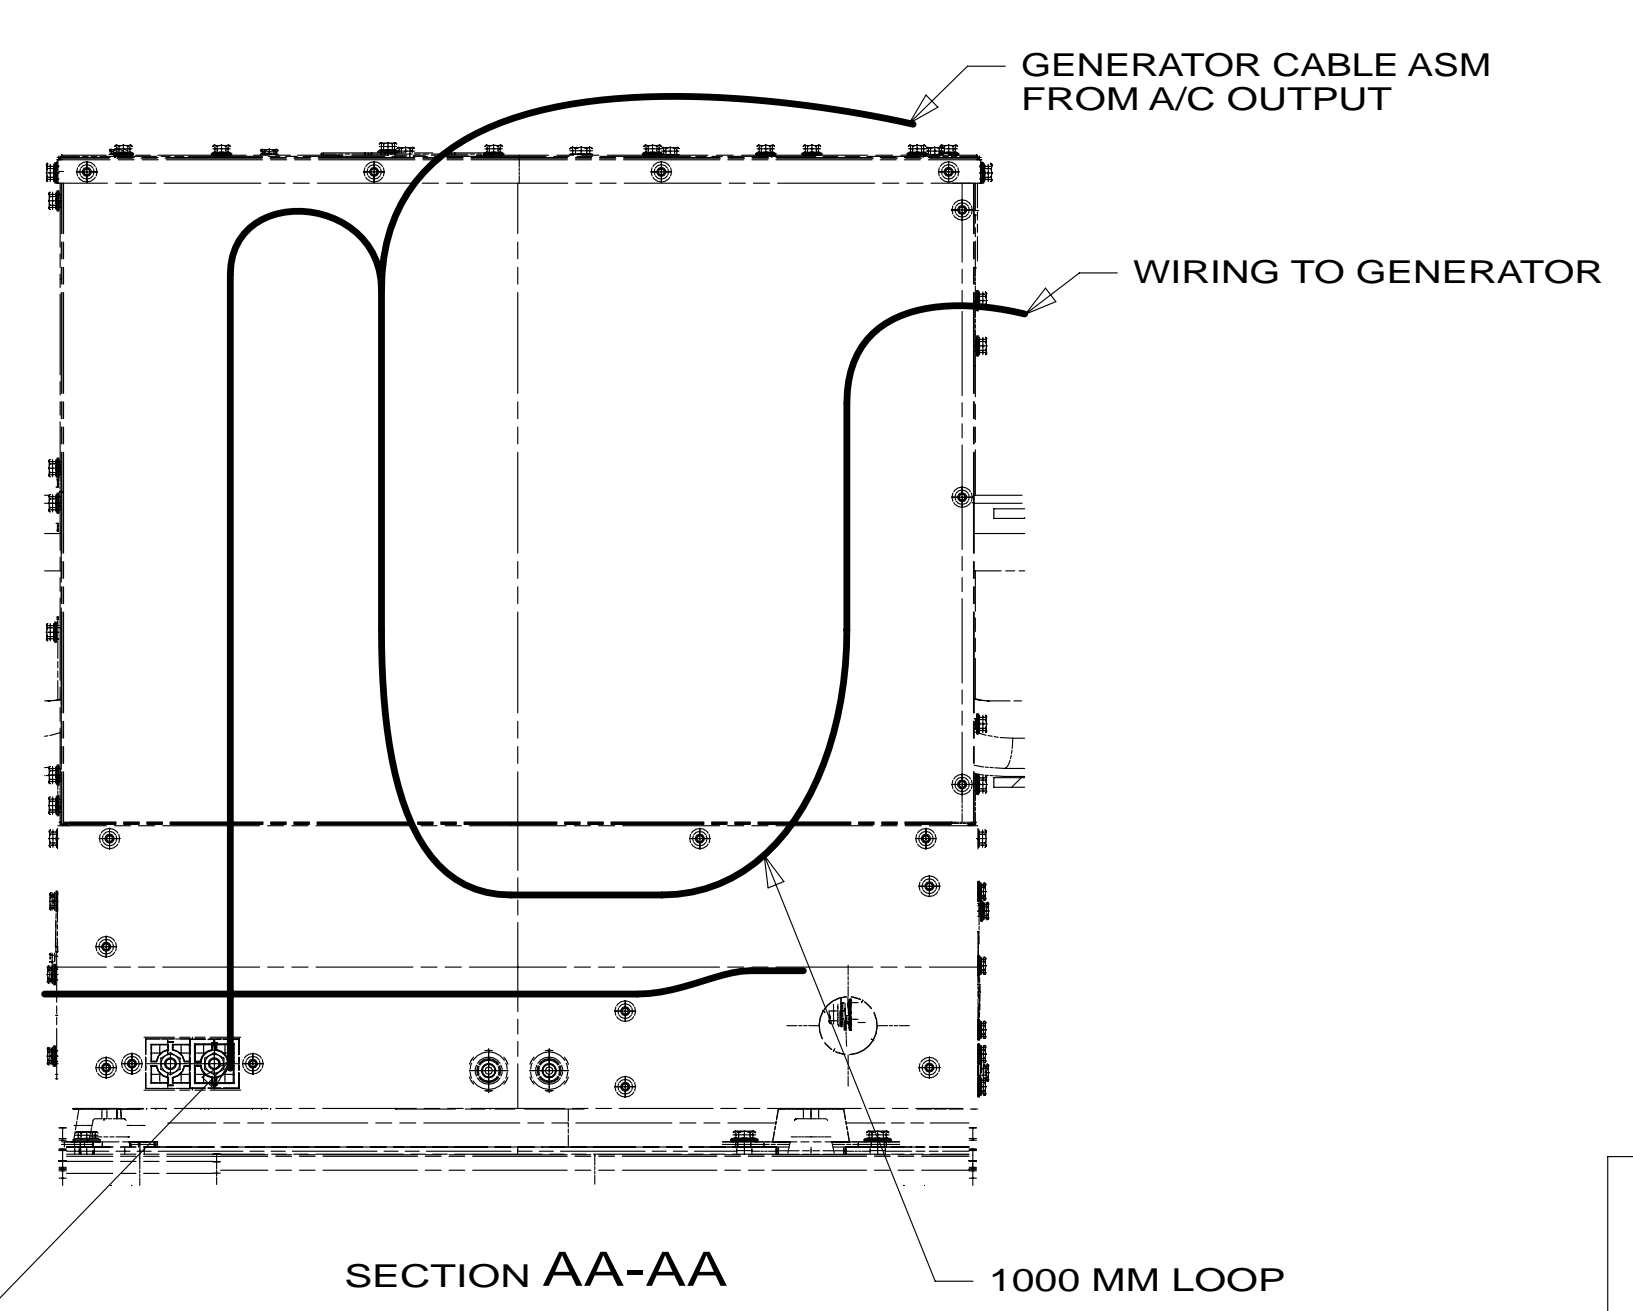 GENERATOR CABLE ASM
FROM A/C OUTPUT
WIRING TO GENERATOR
SECTION AA-AA
1000 MM LOOP